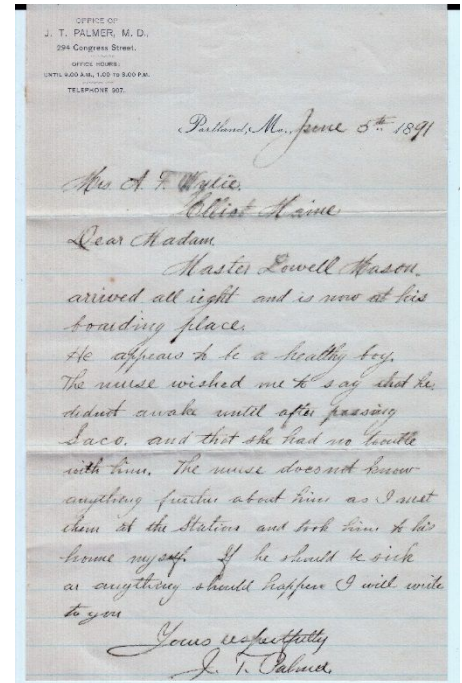 OFFICE OF
J. T. PALMER, M. D.,
294 Congress Street.
OFFICE HOURS:
UNTIL 9.00 A.M., 1.00 TO 3.00 P.M.
TELEPHONE 907.
Portland, Me., June 5th 1891
Mrs. A. F. Wylie.
Elliot Maine
Dear Madam
Master Lowell Mason.
arrived all right and is now at his
boarding place.
He appears to be a healthy boy.
The nurse wished me to say that he
didnt awake until after passing
Saco. and that she had no trouble
with him. The nurse does not know
anything further about him as I met
them at the Station and took him to his
home myself. If he should be sick
or anything should happen I will write
to you
Yours respectfully
J. T. Palmer